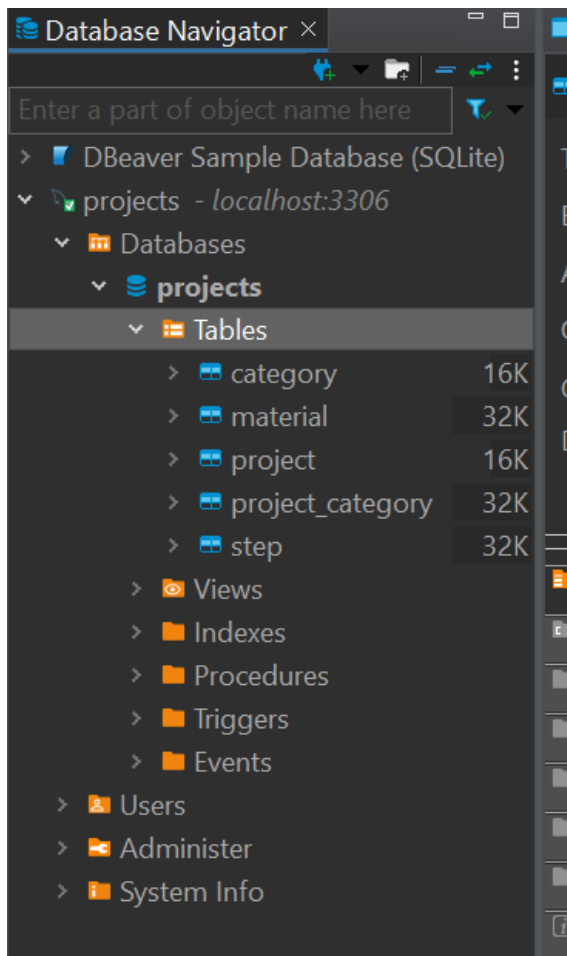 Database Navigator
Enter a part of object name here
DBeaver Sample Database (SQLite)
projects - localhost:3306
Databases
projects
Tables
category 16K
material 32K
project 16K
project_category 32K
step 32K
Views
Indexes
Procedures
Triggers
Events
Users
Administer
System Info